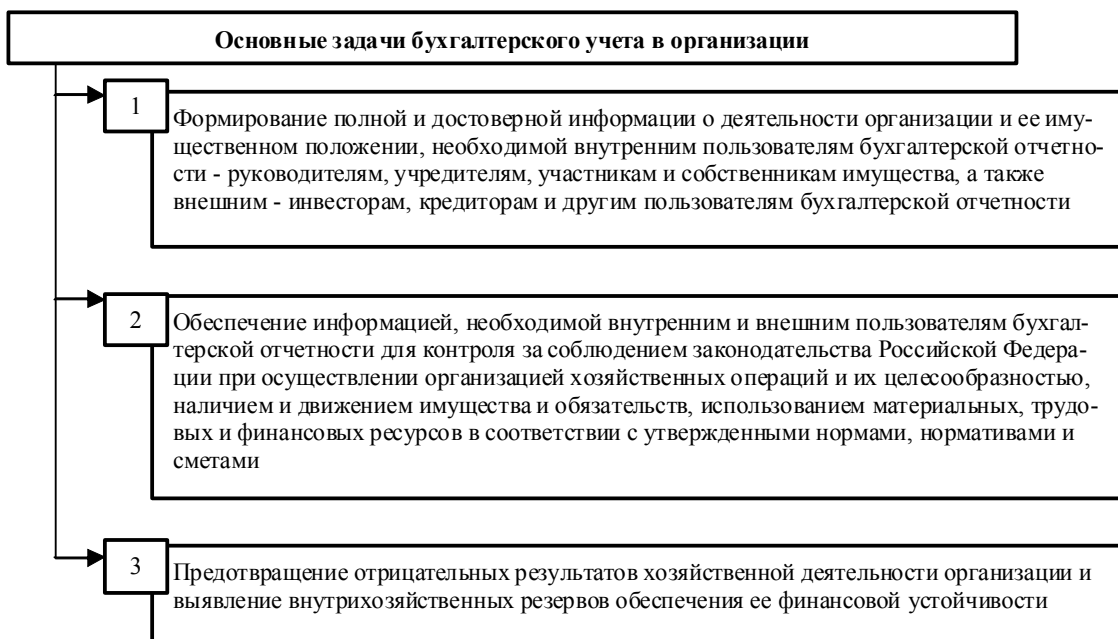 Основные задачи бухгалтерского учета в организации
1
Формирование полной и достоверной информации о деятельности организации и ее иму-
щественном положении, необходимой внутренним пользователям бухгалтерской отчетно-
сти - руководителям, учредителям, участникам и собственникам имущества, а также
внешним - инвесторам, кредиторам и другим пользователям бухгалтерской отчетности
2
Обеспечение информацией, необходимой внутренним и внешним пользователям бухгал-
терской отчетности для контроля за соблюдением законодательства Российской Федера-
ции при осуществлении организацией хозяйственных операций и их целесообразностью,
наличием и движением имущества и обязательств, использованием материальных, трудо-
вых и финансовых ресурсов в соответствии с утвержденными нормами, нормативами и
сметами
3
Предотвращение отрицательных результатов хозяйственной деятельности организации и
выявление внутрихозяйственных резервов обеспечения ее финансовой устойчивости